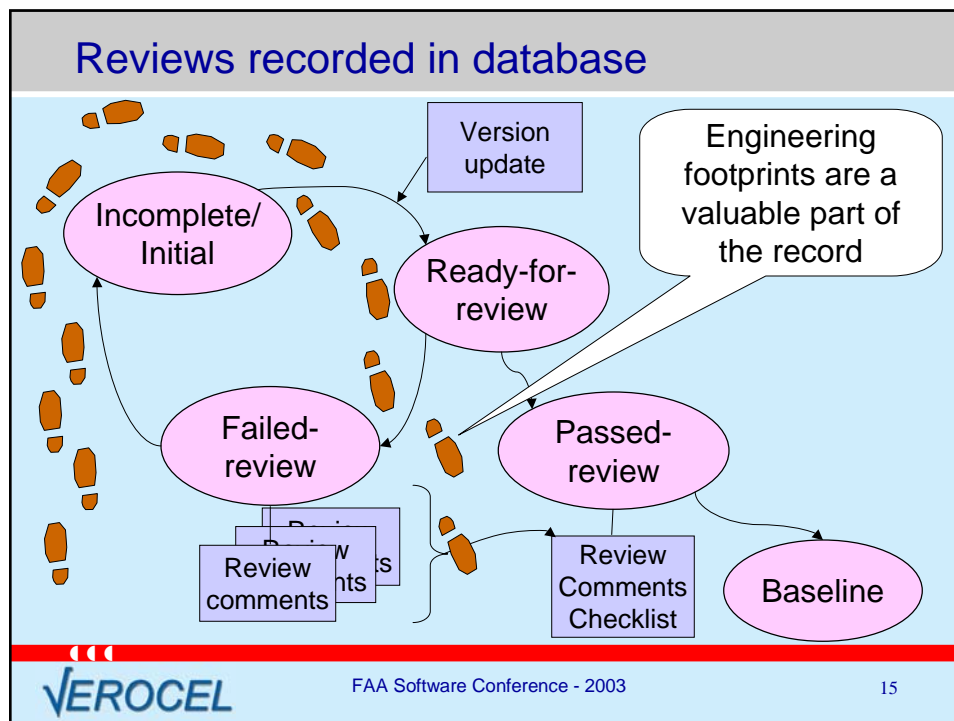 Reviews recorded in database
Version
update
Engineering
footprints are a
valuable part of
the record
Incomplete/
Initial
Ready-for-
review
Failed-
review
Passed-
review
Review
comments
Review
Comments
Checklist
Baseline
VEROCEL
FAA Software Conference - 2003
15